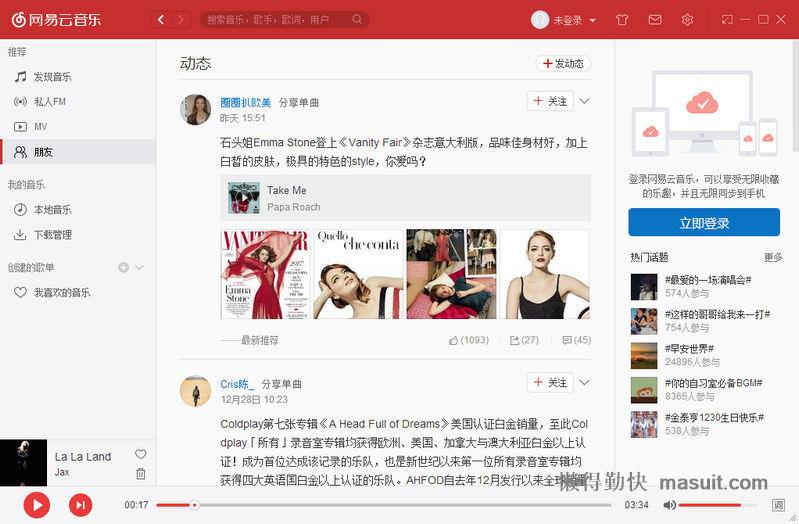 网易云音乐
搜索音乐，歌手，歌词，用户
未登录
推荐
发现音乐
私人FM
MV
朋友
我的音乐
本地音乐
下载管理
创建的歌单
我喜欢的音乐
La La Land
Jax
动态
发动态
圈圈扒欧美 分享单曲
昨天 15:51
关注
石头姐Emma Stone登上《Vanity Fair》杂志意大利版，品味佳身材好，加上
白皙的皮肤，极具的特色的style，你爱吗？
Take Me
Papa Roach
VANITY FAIR
2017
Emma
Stone
Quello
che conta
—— 最新推荐
(1093)
(27)
(45)
Cris陈_ 分享单曲
12月28日 10:23
关注
Coldplay第七张专辑《A Head Full of Dreams》美国认证白金销量，至此Col
dplay「所有」录音室专辑均获得欧洲、美国、加拿大与澳大利亚白金以上认
证！成为首位达成该记录的乐队，也是新世纪以来第一位所有录音室专辑均
获得四大英语国白金以上认证的乐队。AHFOD自去年12月发行以来全球
登录网易云音乐，可以享受无限收藏
的乐趣，并且无限同步到手机
立即登录
热门话题
更多
#最爱的一场演唱会#
574人参与
#这样的哥哥给我来一打#
754人参与
#早安世界#
24896人参与
#你的自习室必备BGM#
8365人参与
#金泰亨1230生日快乐#
538人参与
懒得勤快 masuit.com
00:17
03:34
词